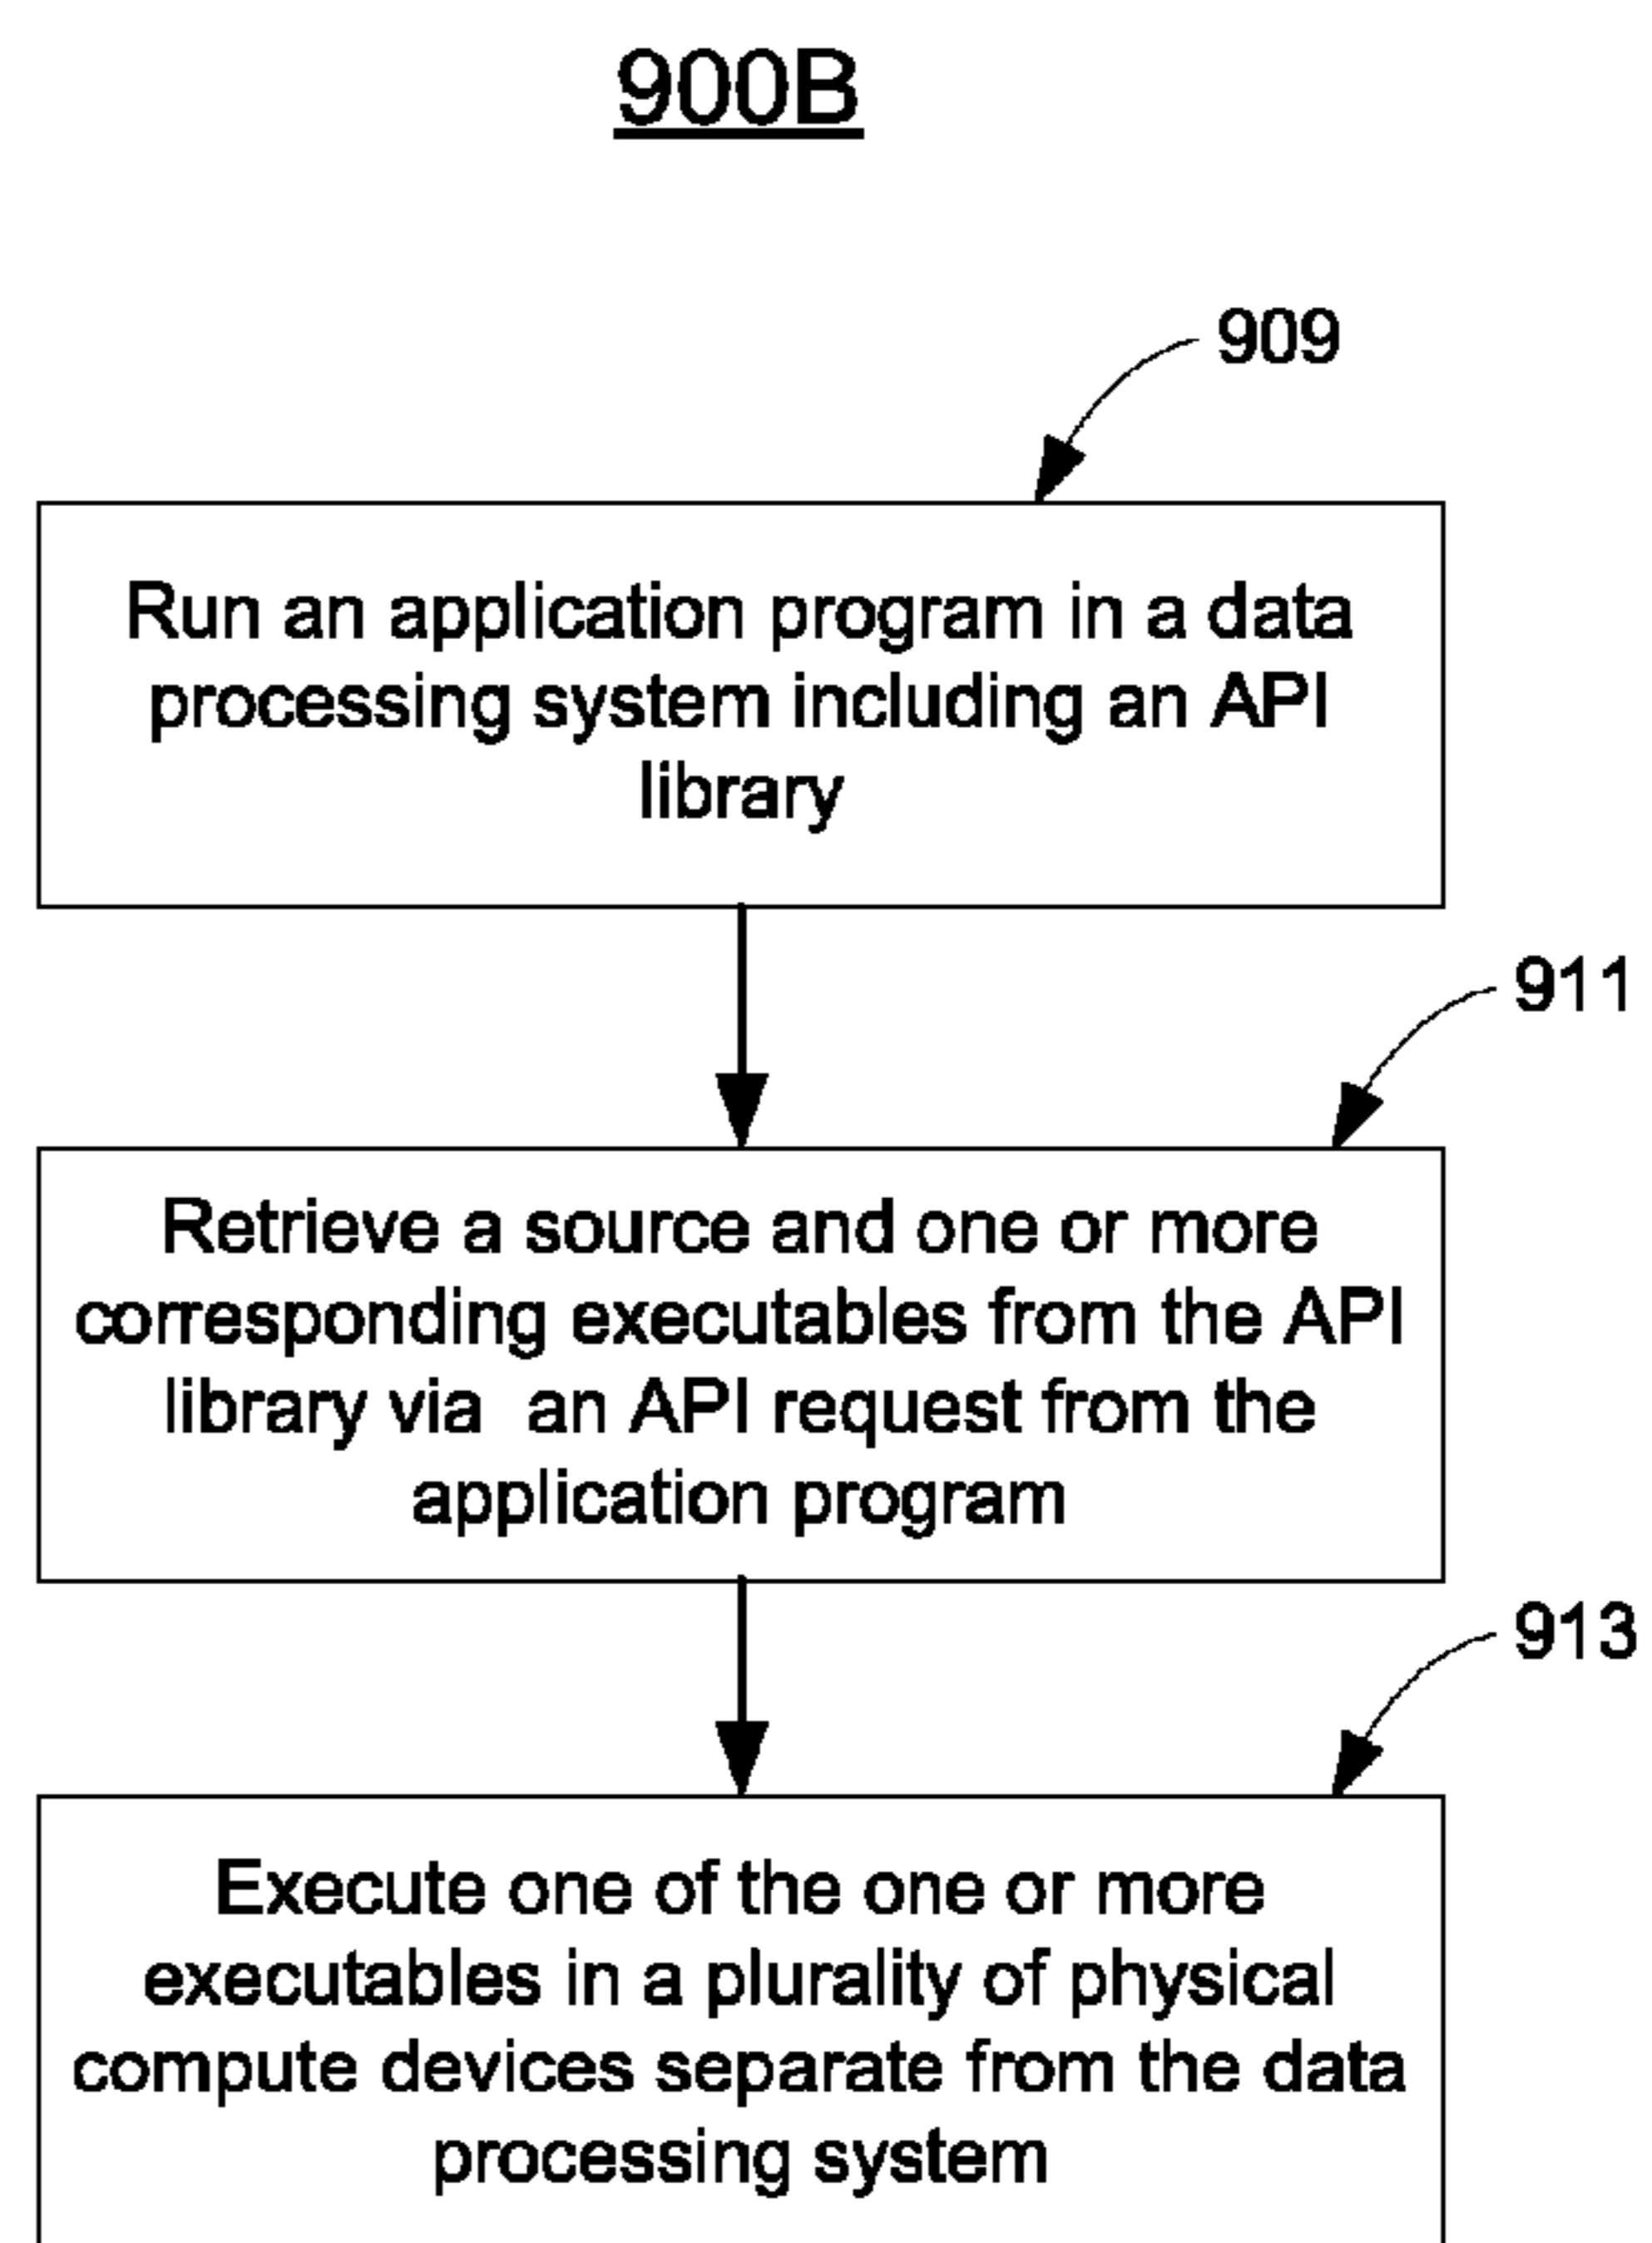 900B
909
Run an application program in a data
processing system including an API
library
911
Retrieve a source and one or more
corresponding executables from the API
library via an API request from the
application program
913
Execute one of the one or more
executables in a plurality of physical
compute devices separate from the data
processing system